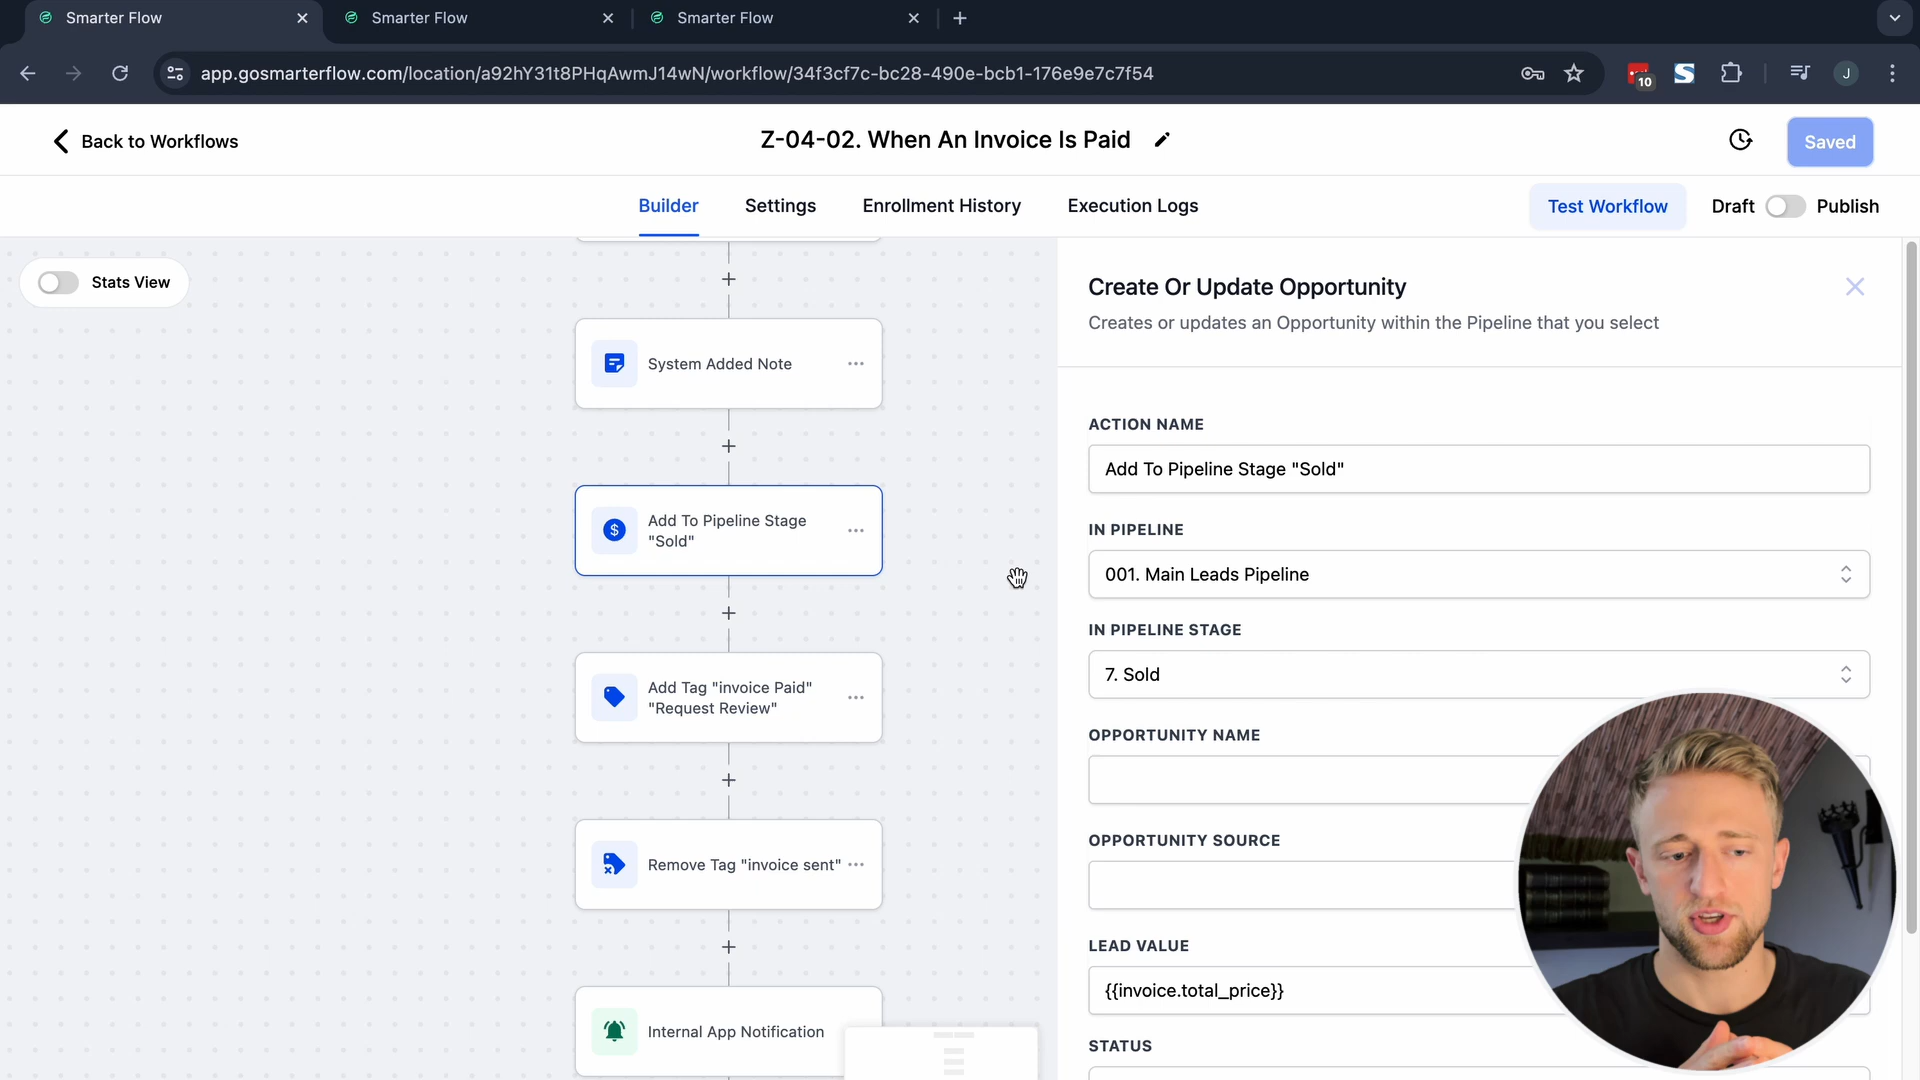 Smarter Flow
Smarter Flow
Smarter Flow
app.gosmarterflow.com/location/a92hY31t8PHqAwmJ14wN/workflow/34f3cf7c-bc28-490e-bcb1-176e9e7c7f54
10
J
Back to Workflows
Z-04-02. When An Invoice Is Paid
Saved
Builder
Settings
Enrollment History
Execution Logs
Test Workflow
Draft
Publish
Stats View
System Added Note
Add To Pipeline Stage
"Sold"
Add Tag "invoice Paid"
"Request Review"
Remove Tag "invoice sent"
Internal App Notification
Create Or Update Opportunity
Creates or updates an Opportunity within the Pipeline that you select
ACTION NAME
Add To Pipeline Stage "Sold"
IN PIPELINE
001. Main Leads Pipeline
IN PIPELINE STAGE
7. Sold
OPPORTUNITY NAME
OPPORTUNITY SOURCE
LEAD VALUE
{{invoice.total_price}}
STATUS